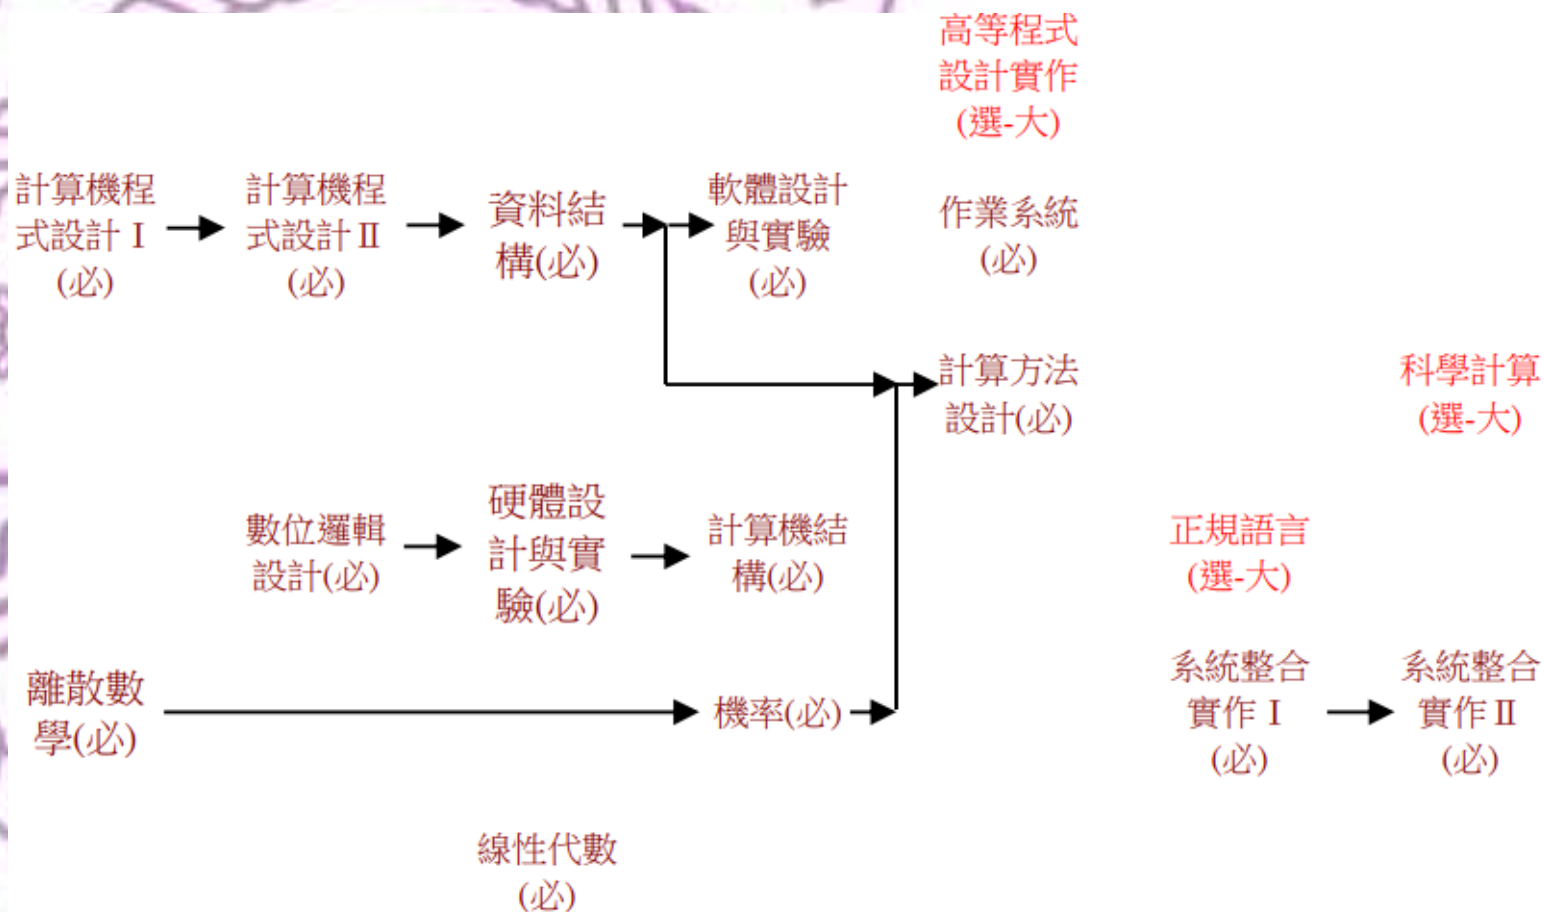 高等程式
設計實作
(選-大)
計算機程
式設計 I
(必)
計算機程
式設計 II
(必)
資料結
構(必)
軟體設計
與實驗
(必)
作業系統
(必)
計算方法
設計(必)
科學計算
(選-大)
數位邏輯
設計(必)
硬體設
計與實
驗(必)
計算機結
構(必)
正規語言
(選-大)
離散數
學(必)
機率(必)
系統整合
實作 I
(必)
系統整合
實作 II
(必)
線性代數
(必)